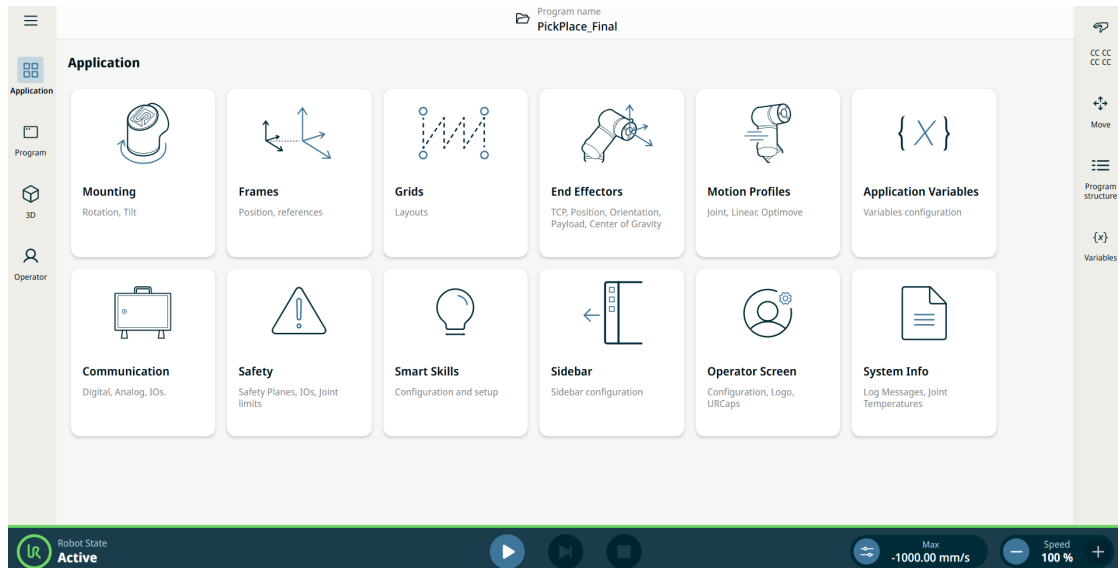 Program name
PickPlace_Final
Application
Application
Program
3D
Operator
Mounting
Rotation, Tilt
Frames
Position, references
Grids
Layouts
End Effectors
TCP, Position, Orientation,
Payload, Center of Gravity
Motion Profiles
Joint, Linear, Optimove
{X}
Application Variables
Variables configuration
Communication
Digital, Analog, IOs.
Safety
Safety Planes, IOs, Joint
limits
Smart Skills
Configuration and setup
Sidebar
Sidebar configuration
Operator Screen
Configuration, Logo,
URCaps
System Info
Log Messages, Joint
Temperatures
CC CC
CC CC
Move
Program
structure
{x}
Variables
UR
Robot State
Active
Max
-1000.00 mm/s
Speed
100 %